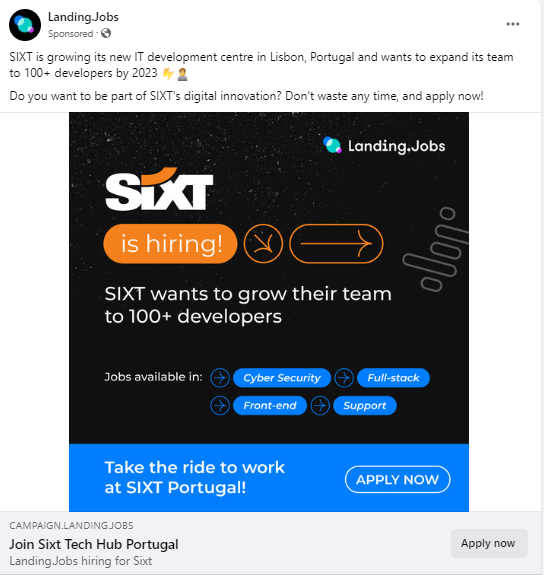 Landing.Jobs
Sponsored ·
SIXT is growing its new IT development centre in Lisbon, Portugal and wants to expand its team
to 100+ developers by 2023 ⚡🤵
Do you want to be part of SIXT's digital innovation? Don't waste any time, and apply now!
Landing.Jobs
SIXT
is hiring!
SIXT wants to grow their team
to 100+ developers
Jobs available in: Cyber Security Full-stack
Front-end Support
Take the ride to work
at SIXT Portugal!
APPLY NOW
CAMPAIGN.LANDING.JOBS
Join Sixt Tech Hub Portugal
Landing.Jobs hiring for Sixt
Apply now